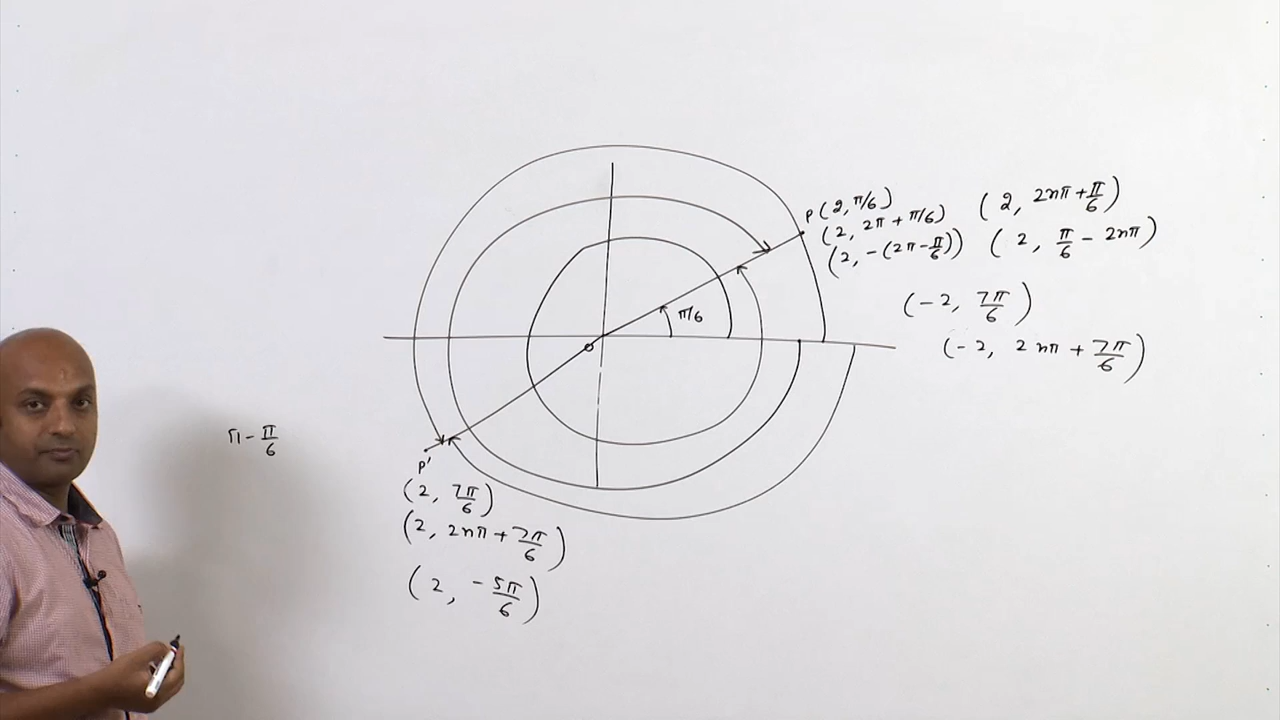 P (2, π/6)
(2, 2π + π/6)
(2, -(2π - π/6))
(2, 2nπ + π/6)
(2, π/6 - 2nπ)
(-2, 7π/6)
(-2, 2nπ + 7π/6)
π/6
O
π - π/6
P'
(2, 7π/6)
(2, 2nπ + 7π/6)
(2, -5π/6)